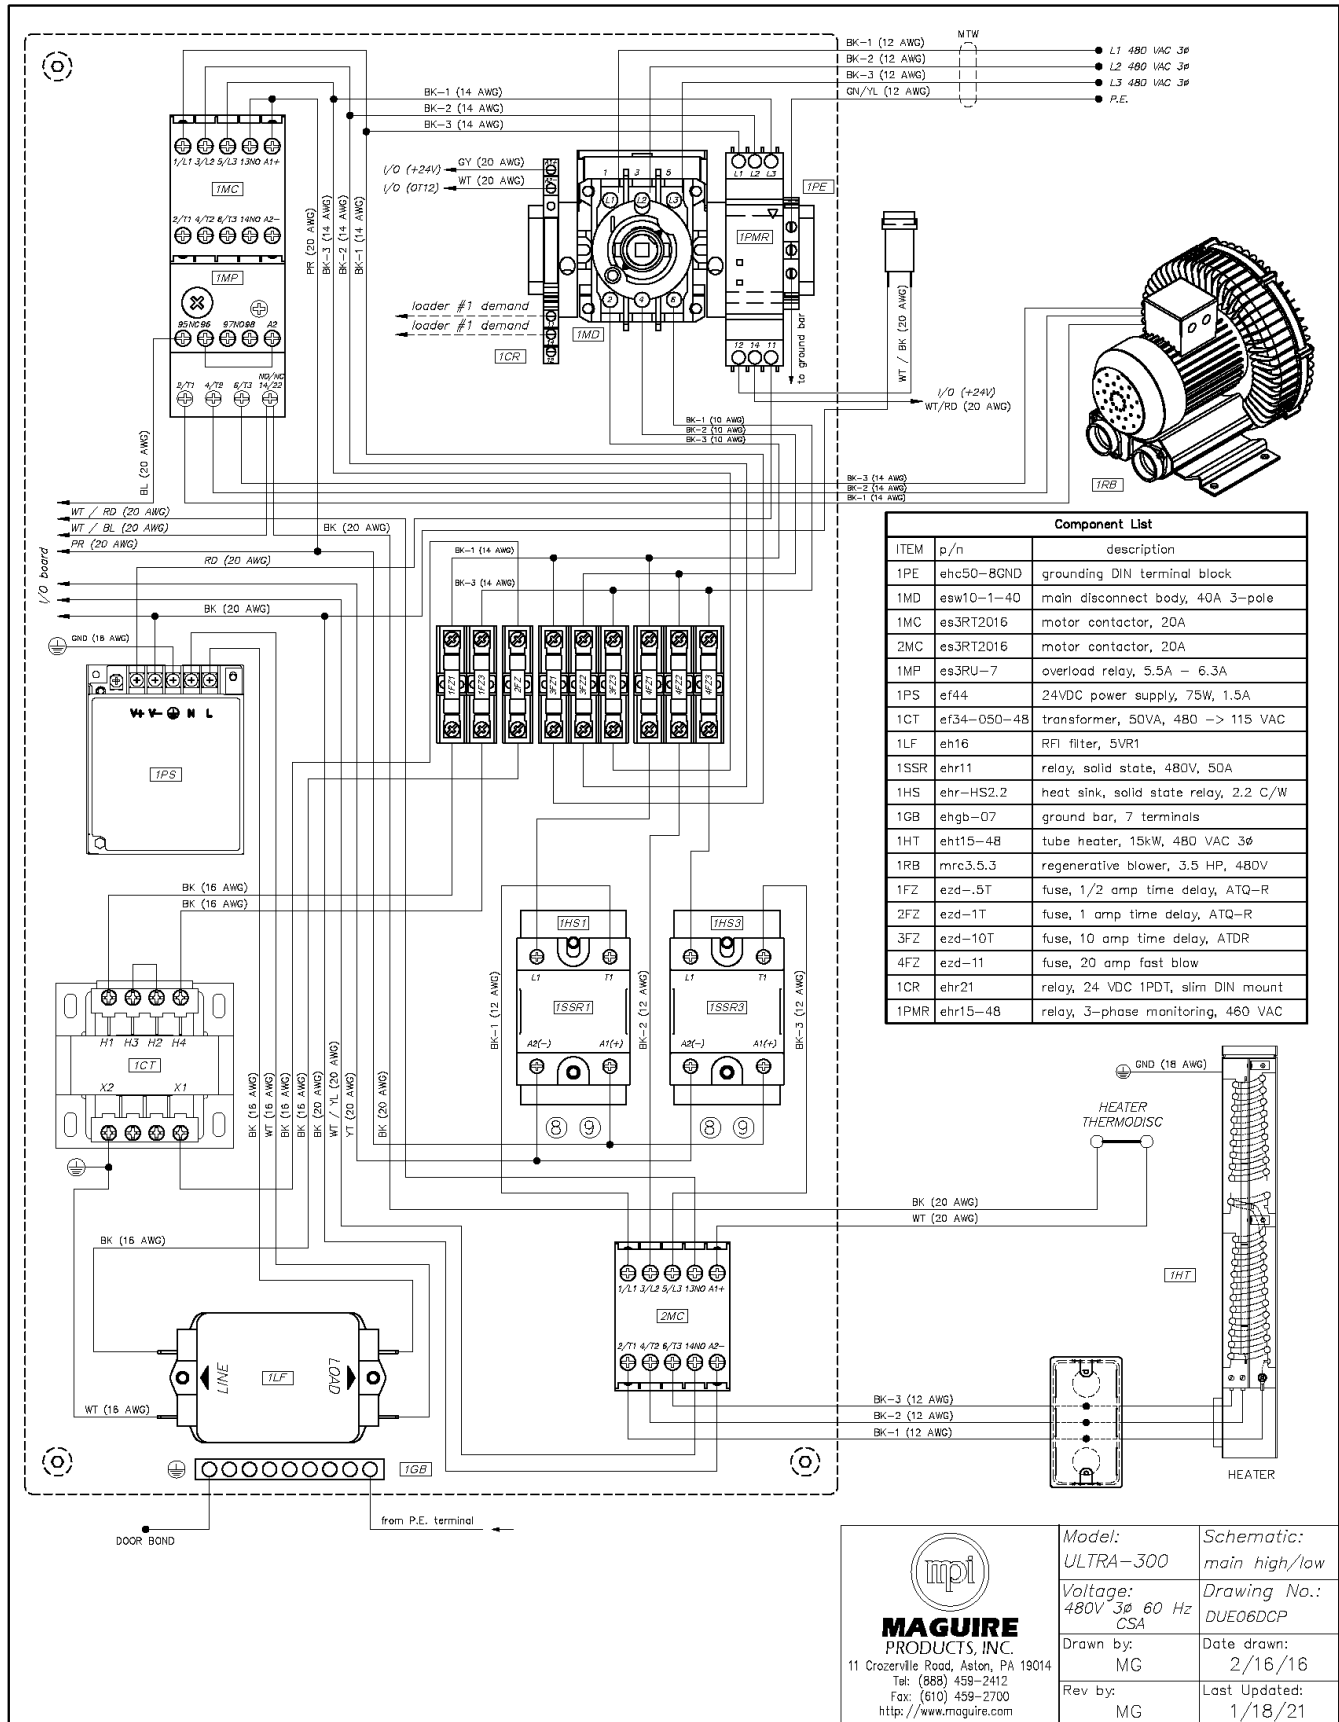 MTW
BK-1 (12 AWG)
BK-2 (12 AWG)
BK-3 (12 AWG)
GN/YL (12 AWG)
L1 480 VAC 3ø
L2 480 VAC 3ø
L3 480 VAC 3ø
P.E.
BK-1 (14 AWG)
BK-2 (14 AWG)
BK-3 (14 AWG)
1/L1 3/L2 5/L3 13NO A1+
1MC
2/T1 4/T2 6/T3 14NO A2-
1MP
95NC96 97NO98 A2
NO/NC
2/T1 4/T2 6/T3 14/22
I/O (+24V)
GY (20 AWG)
I/O (OT12)
WT (20 AWG)
1 3 5
L1 L2 L3
2 4 6
L1 L2 L3
1PE
1PMR
12 14 11
loader #1 demand
loader #1 demand
1MD
1CR
to ground bar
PR (20 AWG)
BK-3 (14 AWG)
BK-2 (14 AWG)
BK-1 (14 AWG)
WT / BK (20 AWG)
I/O (+24V)
WT/RD (20 AWG)
BK-1 (10 AWG)
BK-2 (10 AWG)
BK-3 (10 AWG)
BL (20 AWG)
BK-3 (14 AWG)
BK-2 (14 AWG)
BK-1 (14 AWG)
1RB
WT / RD (20 AWG)
WT / BL (20 AWG)
BK (20 AWG)
PR (20 AWG)
RD (20 AWG)
I/O board
BK (20 AWG)
BK-1 (14 AWG)
BK-3 (14 AWG)
GND (16 AWG)
1FZ1 1FZ3 2FZ 3FZ1 3FZ2 3FZ3 4FZ1 4FZ2 4FZ3
V+ V- N L
1PS
Component List
ITEM p/n description
1PE ehc50-8GND grounding DIN terminal block
1MD esw10-1-40 main disconnect body, 40A 3-pole
1MC es3RT2016 motor contactor, 20A
2MC es3RT2016 motor contactor, 20A
1MP es3RU-7 overload relay, 5.5A - 6.3A
1PS ef44 24VDC power supply, 75W, 1.5A
1CT ef34-050-48 transformer, 50VA, 480 -> 115 VAC
1LF eh16 RFI filter, 5VR1
1SSR ehr11 relay, solid state, 480V, 50A
1HS ehr-HS2.2 heat sink, solid state relay, 2.2 C/W
1GB ehgb-07 ground bar, 7 terminals
1HT eht15-48 tube heater, 15kW, 480 VAC 3ø
1RB mrc3.5.3 regenerative blower, 3.5 HP, 480V
1FZ ezd-.5T fuse, 1/2 amp time delay, ATQ-R
2FZ ezd-1T fuse, 1 amp time delay, ATQ-R
3FZ ezd-10T fuse, 10 amp time delay, ATDR
4FZ ezd-11 fuse, 20 amp fast blow
1CR ehr21 relay, 24 VDC 1PDT, slim DIN mount
1PMR ehr15-48 relay, 3-phase monitoring, 460 VAC
BK (16 AWG)
BK (16 AWG)
1HS1
L1 T1
1SSR1
A2(-) A1(+)
8 9
1HS3
L1 T1
1SSR3
A2(-) A1(+)
8 9
BK-1 (12 AWG)
BK-2 (12 AWG)
BK-3 (12 AWG)
H1 H3 H2 H4
1CT
X2 X1
BK (16 AWG)
WT (16 AWG)
BK (16 AWG)
BK (16 AWG)
BK (20 AWG)
WT / YL (20 AWG)
YT (20 AWG)
BK (20 AWG)
GND (18 AWG)
HEATER
THERMODISC
BK (20 AWG)
WT (20 AWG)
BK (16 AWG)
1/L1 3/L2 5/L3 13NO A1+
2MC
2/T1 4/T2 6/T3 14NO A2-
1HT
LINE
1LF
LOAD
WT (16 AWG)
BK-3 (12 AWG)
BK-2 (12 AWG)
BK-1 (12 AWG)
HEATER
1GB
from P.E. terminal
DOOR BOND
mpi
MAGUIRE
PRODUCTS, INC.
11 Crozerville Road, Aston, PA 19014
Tel: (888) 459-2412
Fax: (610) 459-2700
http://www.maguire.com
Model:
ULTRA-300
Schematic:
main high/low
Voltage:
480V 3ø 60 Hz
CSA
Drawing No.:
DUE06DCP
Drawn by:
MG
Date drawn:
2/16/16
Rev by:
MG
Last Updated:
1/18/21